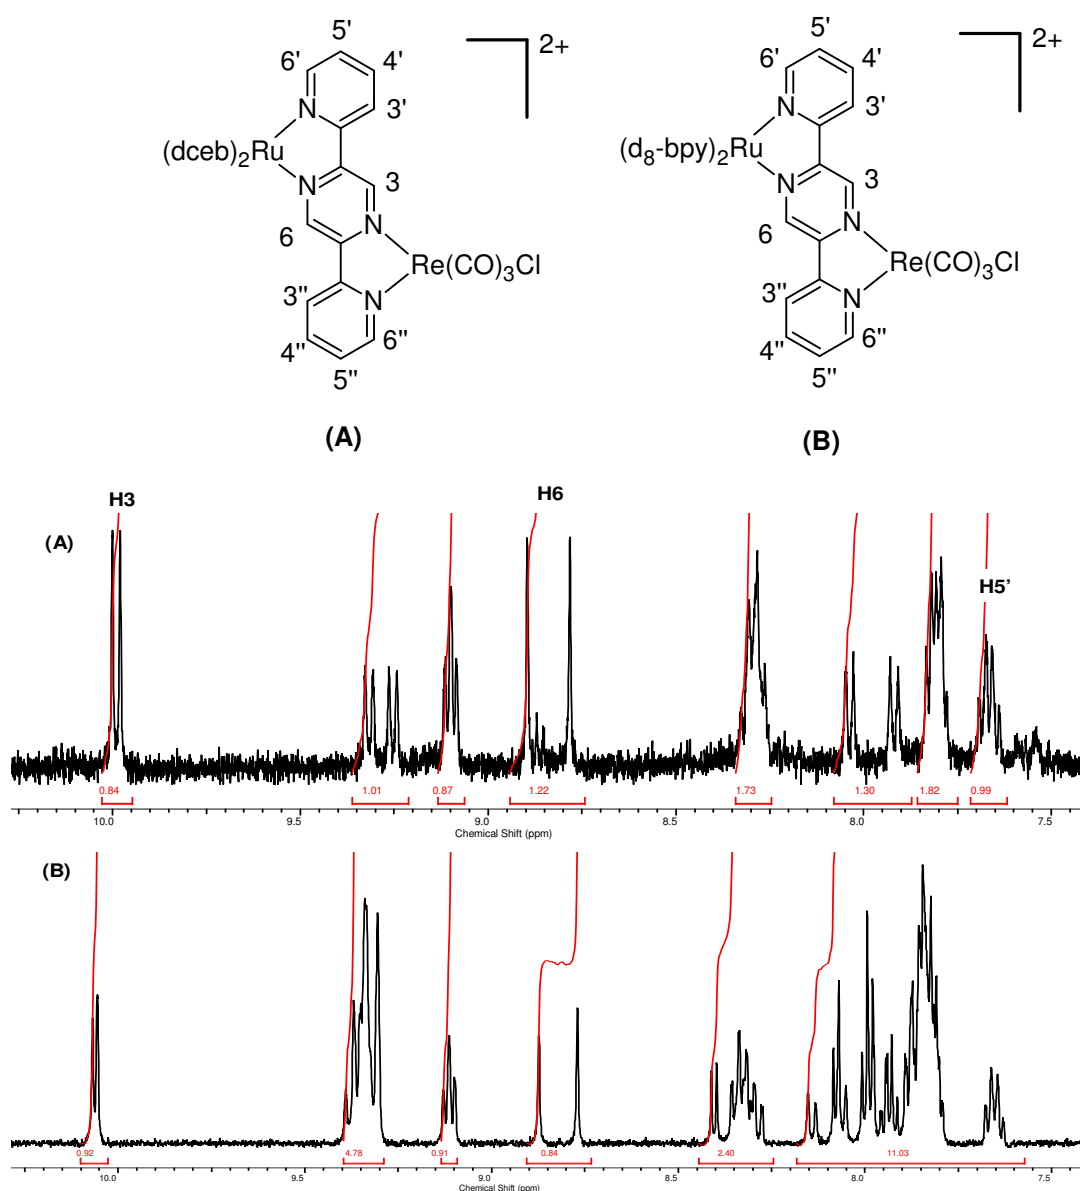 5' 2+ 5' 2+
6' 4' 6' 4'
N 3' N 3'
(dceb)2Ru (d8-bpy)2Ru
N 3 N 3
6 N 6 N
Re(CO)3Cl Re(CO)3Cl
3'' N 3'' N
4'' 6'' 4'' 6''
5'' 5''
(A) (B)
H3 H6
(A)
H5'
0.84 1.01 0.87 1.22 1.73 1.30 1.82 0.99
10.0 9.5 9.0 8.5 8.0 7.5
Chemical Shift (ppm)
(B)
0.92 4.78 0.91 0.84 2.40 11.03
10.0 9.5 9.0 8.5 8.0 7.5
Chemical Shift (ppm)